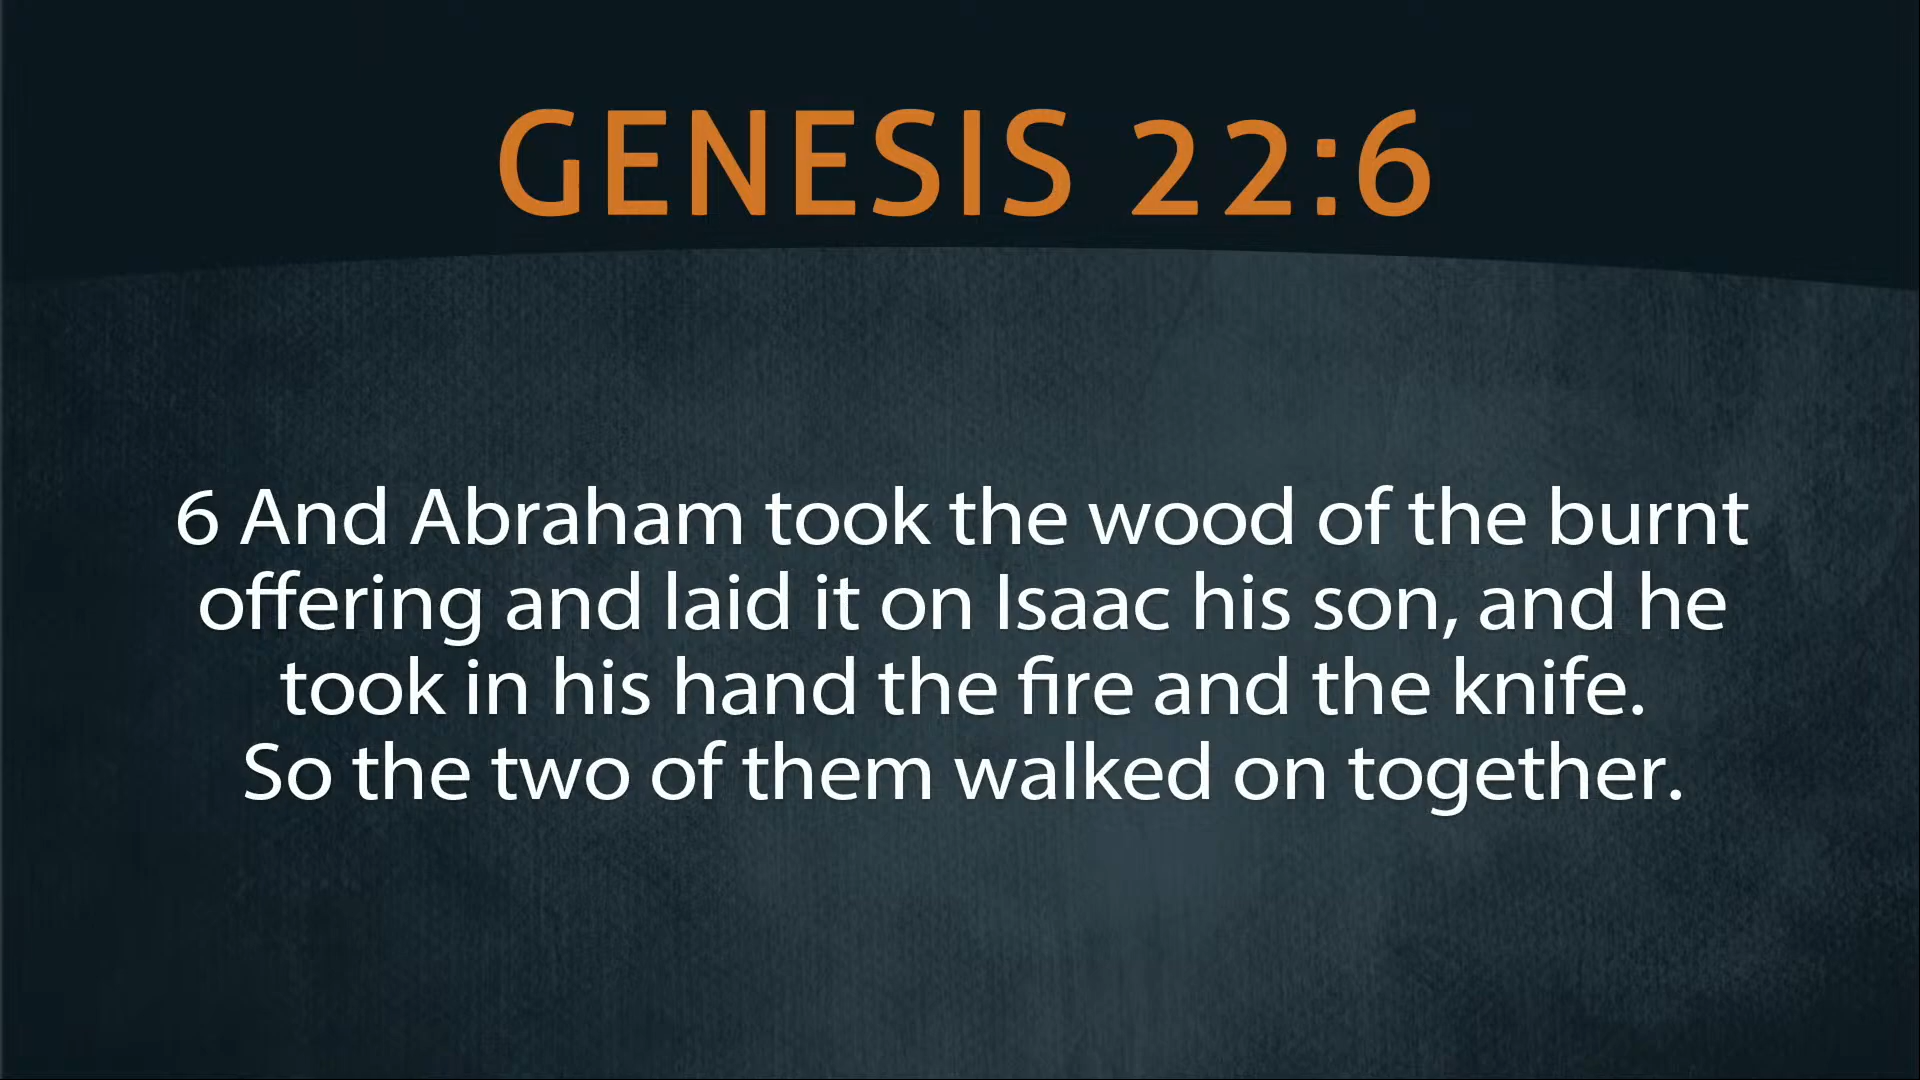 GENESIS 22:6
6 And Abraham took the wood of the burnt
offering and laid it on Isaac his son, and he
took in his hand the fire and the knife.
So the two of them walked on together.